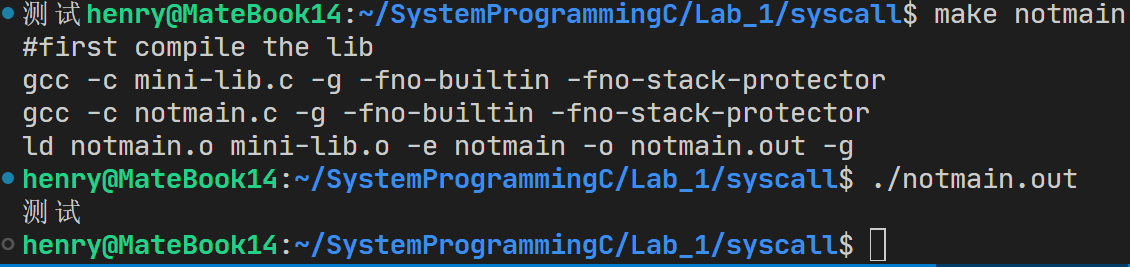 测试henry@MateBook14:~/SystemProgrammingC/Lab_1/syscall$ make notmain
#first compile the lib
gcc -c mini-lib.c -g -fno-builtin -fno-stack-protector
gcc -c notmain.c -g -fno-builtin -fno-stack-protector
ld notmain.o mini-lib.o -e notmain -o notmain.out -g
henry@MateBook14:~/SystemProgrammingC/Lab_1/syscall$ ./notmain.out
测试
henry@MateBook14:~/SystemProgrammingC/Lab_1/syscall$